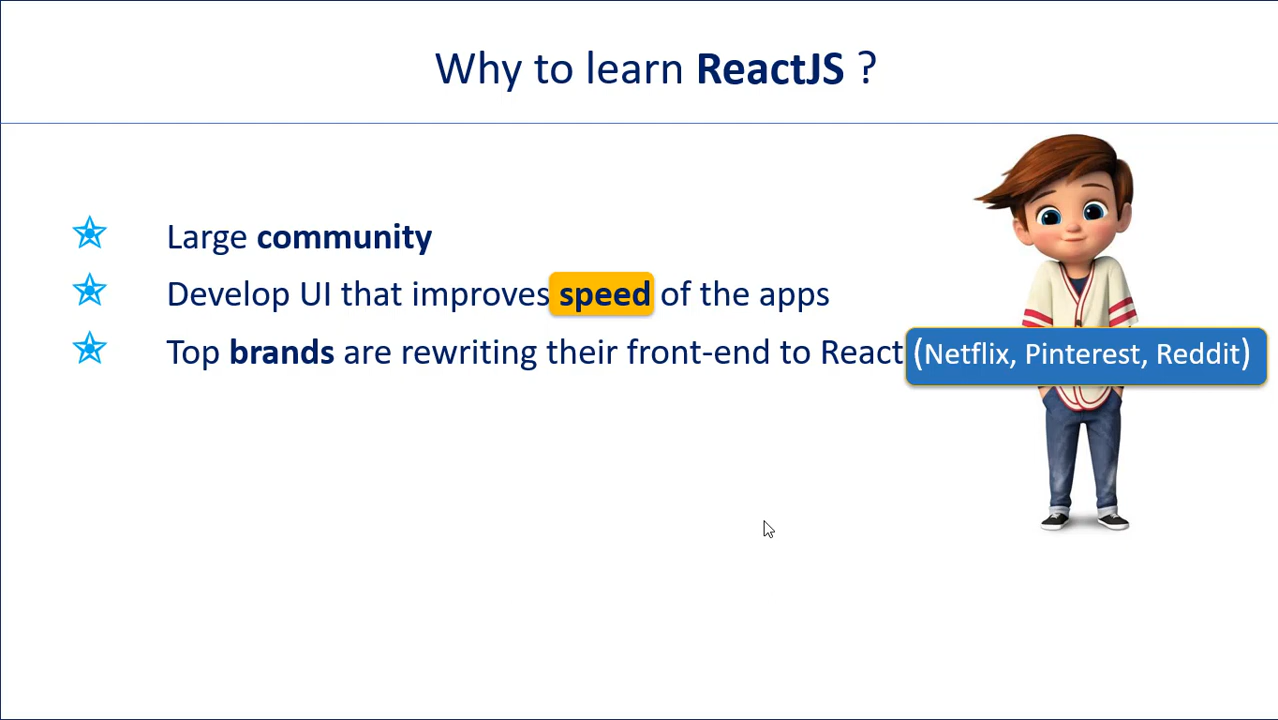 Why to learn ReactJS ?
Large community
Develop UI that improves speed of the apps
Top brands are rewriting their front-end to React (Netflix, Pinterest, Reddit)